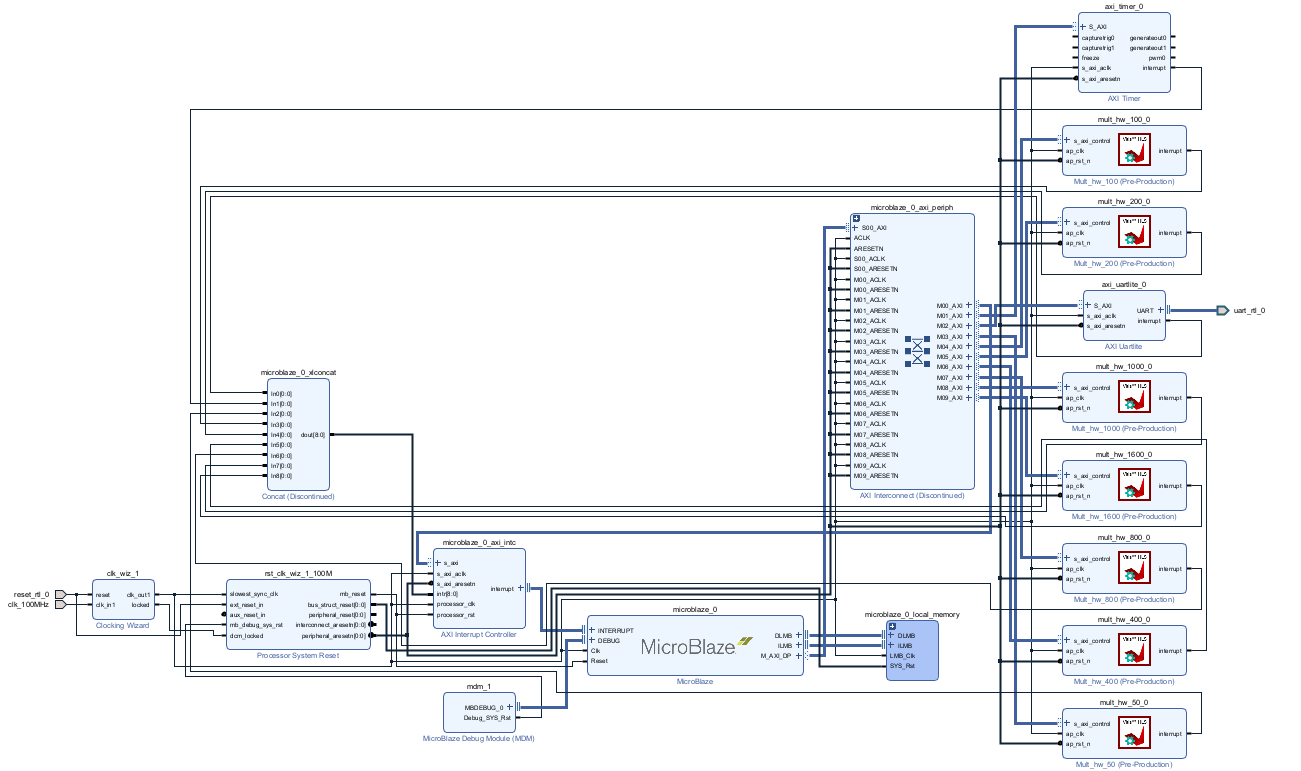 axi_timer_0
S_AXI
capturetrig0
capturetrig1
freeze
s_axi_aclk
s_axi_aresetn
generateout0
generateout1
pwm0
interrupt
AXI Timer
mult_hw_100_0
s_axi_control
ap_clk
ap_rst_n
interrupt
Mult_hw_100 (Pre-Production)
mult_hw_200_0
s_axi_control
ap_clk
ap_rst_n
interrupt
Mult_hw_200 (Pre-Production)
axi_uartlite_0
S_AXI
s_axi_aclk
s_axi_aresetn
UART
interrupt
AXI Uartlite
uart_rtl_0
microblaze_0_axi_periph
S00_AXI
ACLK
ARESETN
S00_ACLK
S00_ARESETN
M00_ACLK
M00_ARESETN
M01_ACLK
M01_ARESETN
M02_ACLK
M02_ARESETN
M03_ACLK
M03_ARESETN
M04_ACLK
M04_ARESETN
M05_ACLK
M05_ARESETN
M06_ACLK
M06_ARESETN
M07_ACLK
M07_ARESETN
M08_ACLK
M08_ARESETN
M09_ACLK
M09_ARESETN
M00_AXI
M01_AXI
M02_AXI
M03_AXI
M04_AXI
M05_AXI
M06_AXI
M07_AXI
M08_AXI
M09_AXI
AXI Interconnect (Discontinued)
microblaze_0_xlconcat
In0[0:0]
In1[0:0]
In2[0:0]
In3[0:0]
In4[0:0]
In5[0:0]
In6[0:0]
In7[0:0]
In8[0:0]
dout[8:0]
Concat (Discontinued)
mult_hw_1000_0
s_axi_control
ap_clk
ap_rst_n
interrupt
Mult_hw_1000 (Pre-Production)
mult_hw_1600_0
s_axi_control
ap_clk
ap_rst_n
interrupt
Mult_hw_1600 (Pre-Production)
mult_hw_800_0
s_axi_control
ap_clk
ap_rst_n
interrupt
Mult_hw_800 (Pre-Production)
mult_hw_400_0
s_axi_control
ap_clk
ap_rst_n
interrupt
Mult_hw_400 (Pre-Production)
mult_hw_50_0
s_axi_control
ap_clk
ap_rst_n
interrupt
Mult_hw_50 (Pre-Production)
microblaze_0_axi_intc
s_axi
s_axi_aclk
s_axi_aresetn
intr[8:0]
processor_clk
processor_rst
interrupt
AXI Interrupt Controller
reset_rtl_0
clk_100MHz
clk_wiz_1
reset
clk_in1
clk_out1
locked
Clocking Wizard
rst_clk_wiz_1_100M
slowest_sync_clk
ext_reset_in
aux_reset_in
mb_debug_sys_rst
dcm_locked
mb_reset
bus_struct_reset[0:0]
peripheral_reset[0:0]
interconnect_aresetn[0:0]
peripheral_aresetn[0:0]
Processor System Reset
microblaze_0
INTERRUPT
DEBUG
Clk
Reset
MicroBlaze
DLMB
ILMB
M_AXI_DP
MicroBlaze
microblaze_0_local_memory
DLMB
ILMB
LMB_Clk
SYS_Rst
mdm_1
MBDEBUG_0
Debug_SYS_Rst
MicroBlaze Debug Module (MDM)